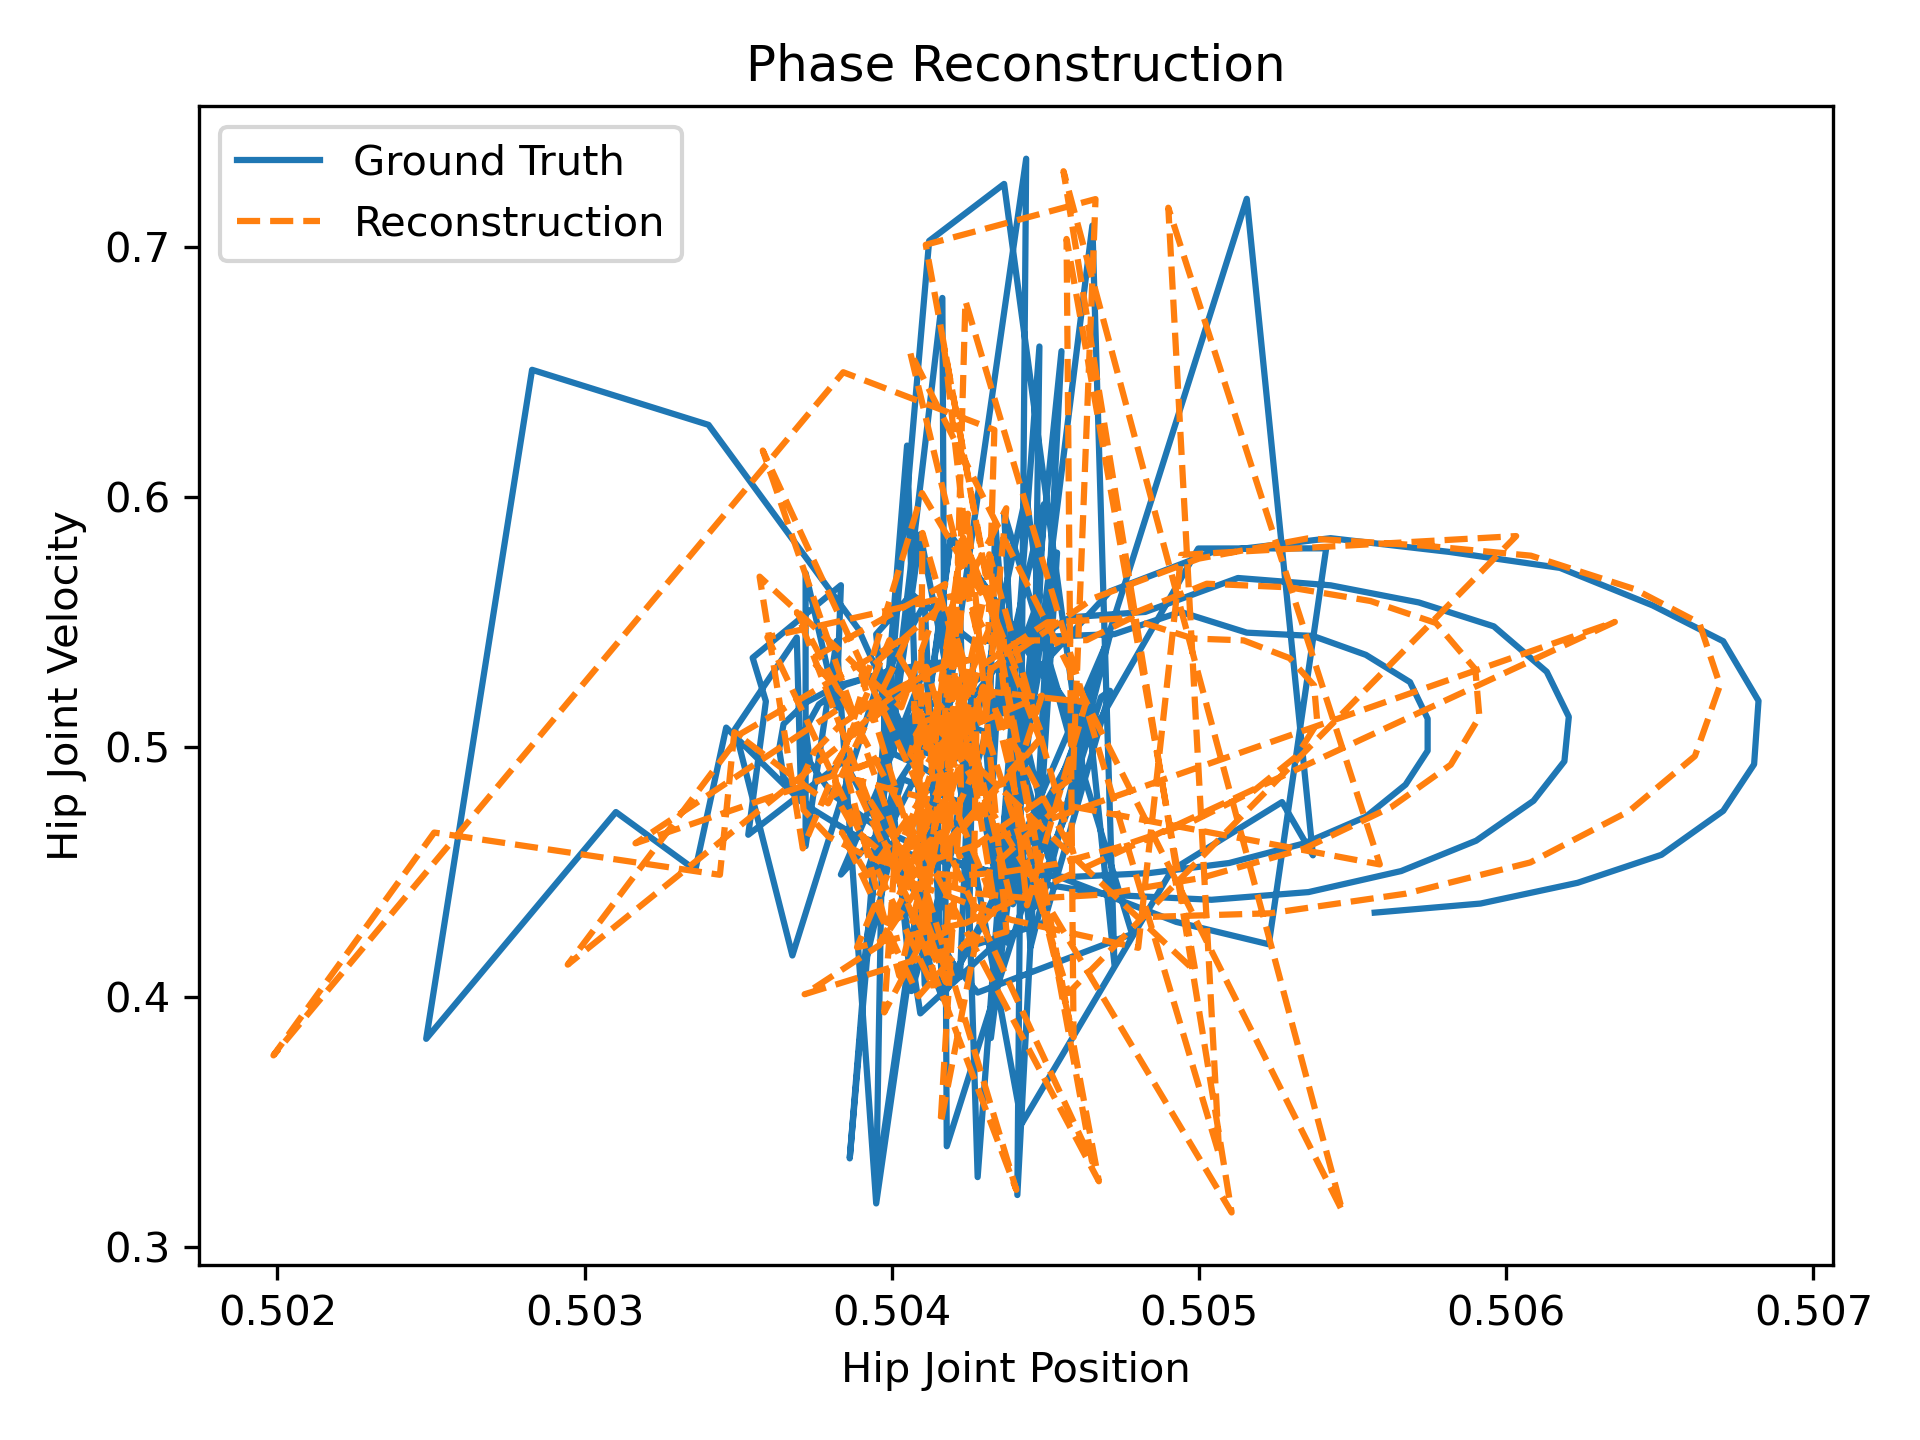 Phase Reconstruction
Ground Truth
Reconstruction
Hip Joint Velocity
0.7
0.6
0.5
0.4
0.3
0.502 0.503 0.504 0.505 0.506 0.507
Hip Joint Position